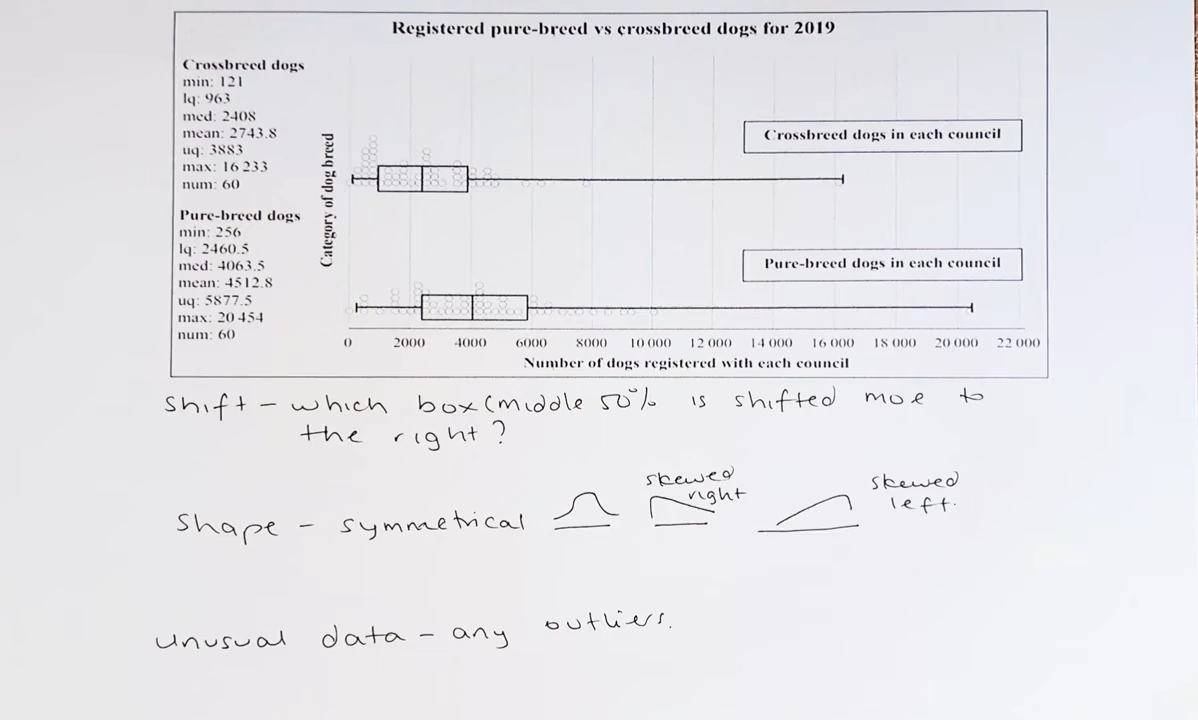 Registered pure-breed vs crossbreed dogs for 2019
Crossbreed dogs
min: 121
lq: 963
med: 2408
mean: 2743.8
uq: 3883
max: 16 233
num: 60
Pure-breed dogs
min: 256
lq: 2460.5
med: 4063.5
mean: 4512.8
uq: 5877.5
max: 20 454
num: 60
Category of dog breed
Crossbreed dogs in each council
Pure-breed dogs in each council
0 2000 4000 6000 8000 10 000 12 000 14 000 16 000 18 000 20 000 22 000
Number of dogs registered with each council
Shift - which box (middle 50% is shifted moe to
the right?
Shape - symmetrical
skewed
right
skewed
left.
unusual data - any outliers.